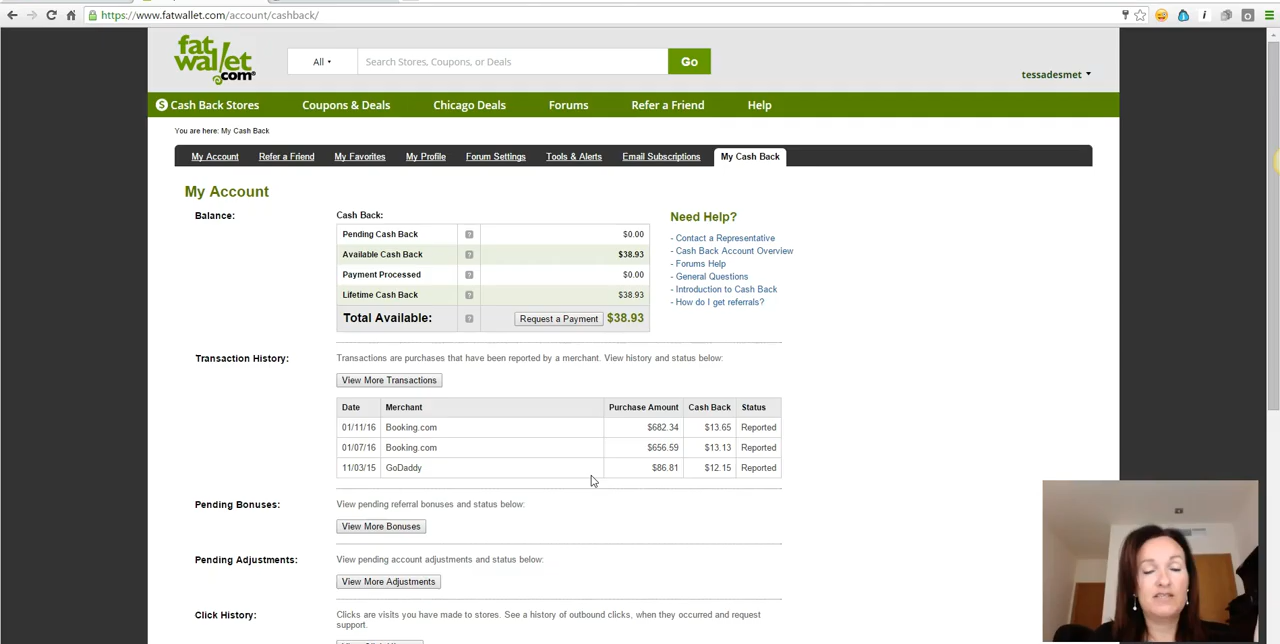 https://www.fatwallet.com/account/cashback/
fat
wallet
.com
All
Search Stores, Coupons, or Deals
Go
tessadesmet
S Cash Back Stores
Coupons & Deals
Chicago Deals
Forums
Refer a Friend
Help
You are here: My Cash Back
My Account
Refer a Friend
My Favorites
My Profile
Forum Settings
Tools & Alerts
Email Subscriptions
My Cash Back
My Account
Balance:
Cash Back:
Pending Cash Back ? $0.00
Available Cash Back ? $38.93
Payment Processed ? $0.00
Lifetime Cash Back ? $38.93
Total Available: ? Request a Payment $38.93
Need Help?
- Contact a Representative
- Cash Back Account Overview
- Forums Help
- General Questions
- Introduction to Cash Back
- How do I get referrals?
Transaction History:
Transactions are purchases that have been reported by a merchant. View history and status below:
View More Transactions
Date Merchant Purchase Amount Cash Back Status
01/11/16 Booking.com $682.34 $13.65 Reported
01/07/16 Booking.com $656.59 $13.13 Reported
11/03/15 GoDaddy $86.81 $12.15 Reported
Pending Bonuses:
View pending referral bonuses and status below:
View More Bonuses
Pending Adjustments:
View pending account adjustments and status below:
View More Adjustments
Click History:
Clicks are visits you have made to stores. See a history of outbound clicks, when they occurred and request
support.